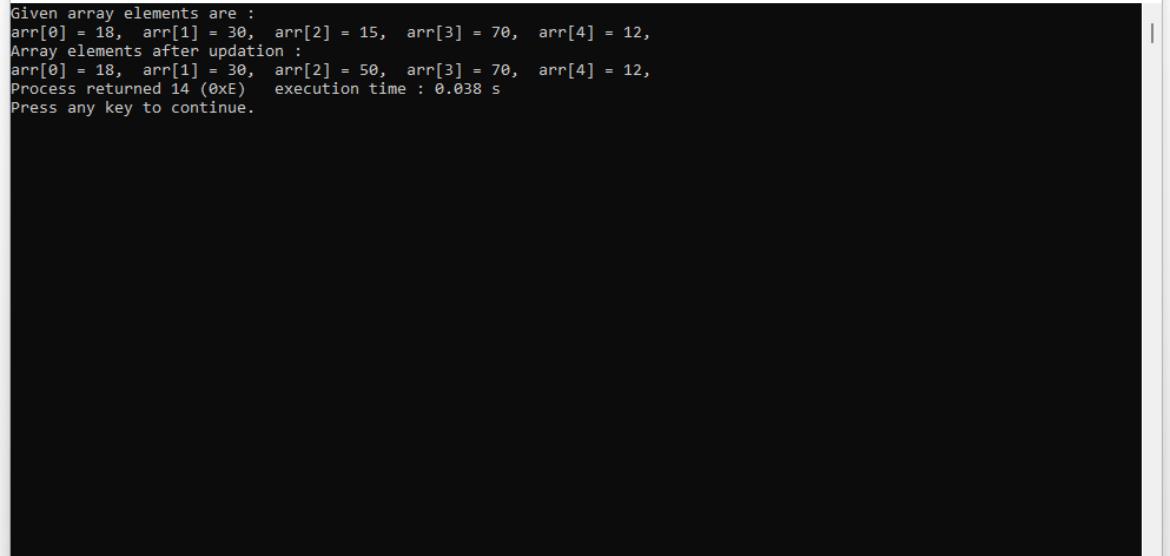 Given array elements are :
arr[0] = 18,  arr[1] = 30,  arr[2] = 15,  arr[3] = 70,  arr[4] = 12,
Array elements after updation :
arr[0] = 18,  arr[1] = 30,  arr[2] = 50,  arr[3] = 70,  arr[4] = 12,
Process returned 14 (0xE)   execution time : 0.038 s
Press any key to continue.